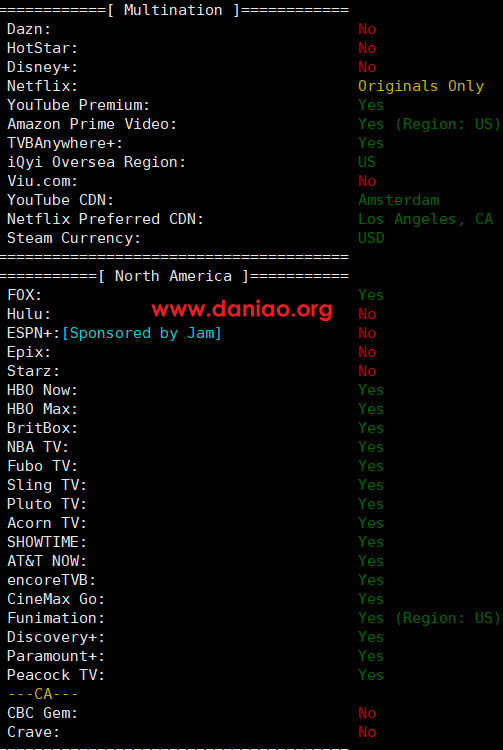 ============[ Multination ]============
Dazn: No
HotStar: No
Disney+: No
Netflix: Originals Only
YouTube Premium: Yes
Amazon Prime Video: Yes (Region: US)
TVBAnywhere+: Yes
iQyi Oversea Region: US
Viu.com: No
YouTube CDN: Amsterdam
Netflix Preferred CDN: Los Angeles, CA
Steam Currency: USD
=======================================
===========[ North America ]===========
FOX: Yes
www.daniao.org
Hulu: No
ESPN+:[Sponsored by Jam] No
Epix: No
Starz: No
HBO Now: Yes
HBO Max: Yes
BritBox: Yes
NBA TV: Yes
Fubo TV: Yes
Sling TV: Yes
Pluto TV: Yes
Acorn TV: Yes
SHOWTIME: Yes
AT&T NOW: Yes
encoreTVB: Yes
CineMax Go: Yes
Funimation: Yes (Region: US)
Discovery+: Yes
Paramount+: Yes
Peacock TV: Yes
---CA---
CBC Gem: No
Crave: No
=======================================